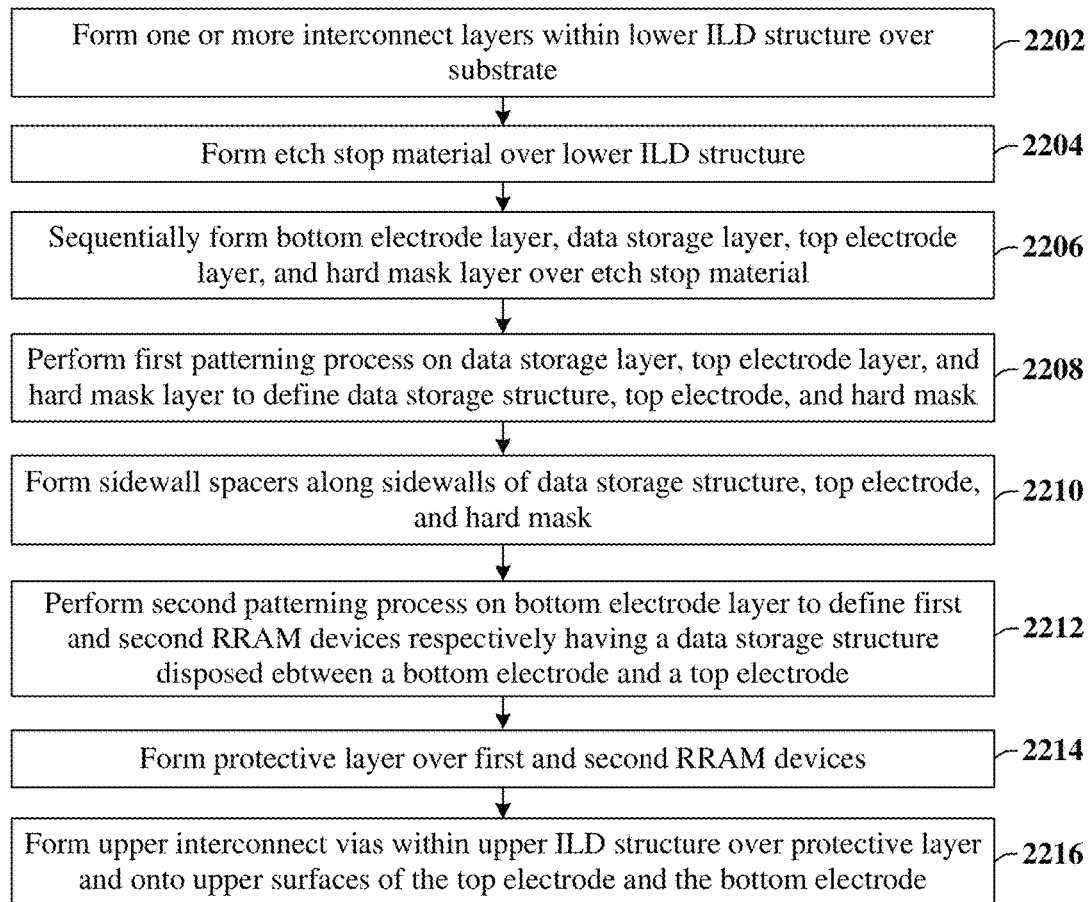 Form one or more interconnect layers within lower ILD structure over
substrate
2202
Form etch stop material over lower ILD structure
2204
Sequentially form bottom electrode layer, data storage layer, top electrode
layer, and hard mask layer over etch stop material
2206
Perform first patterning process on data storage layer, top electrode layer, and
hard mask layer to define data storage structure, top electrode, and hard mask
2208
Form sidewall spacers along sidewalls of data storage structure, top electrode,
and hard mask
2210
Perform second patterning process on bottom electrode layer to define first
and second RRAM devices respectively having a data storage structure
disposed ebtween a bottom electrode and a top electrode
2212
Form protective layer over first and second RRAM devices
2214
Form upper interconnect vias within upper ILD structure over protective layer
and onto upper surfaces of the top electrode and the bottom electrode
2216